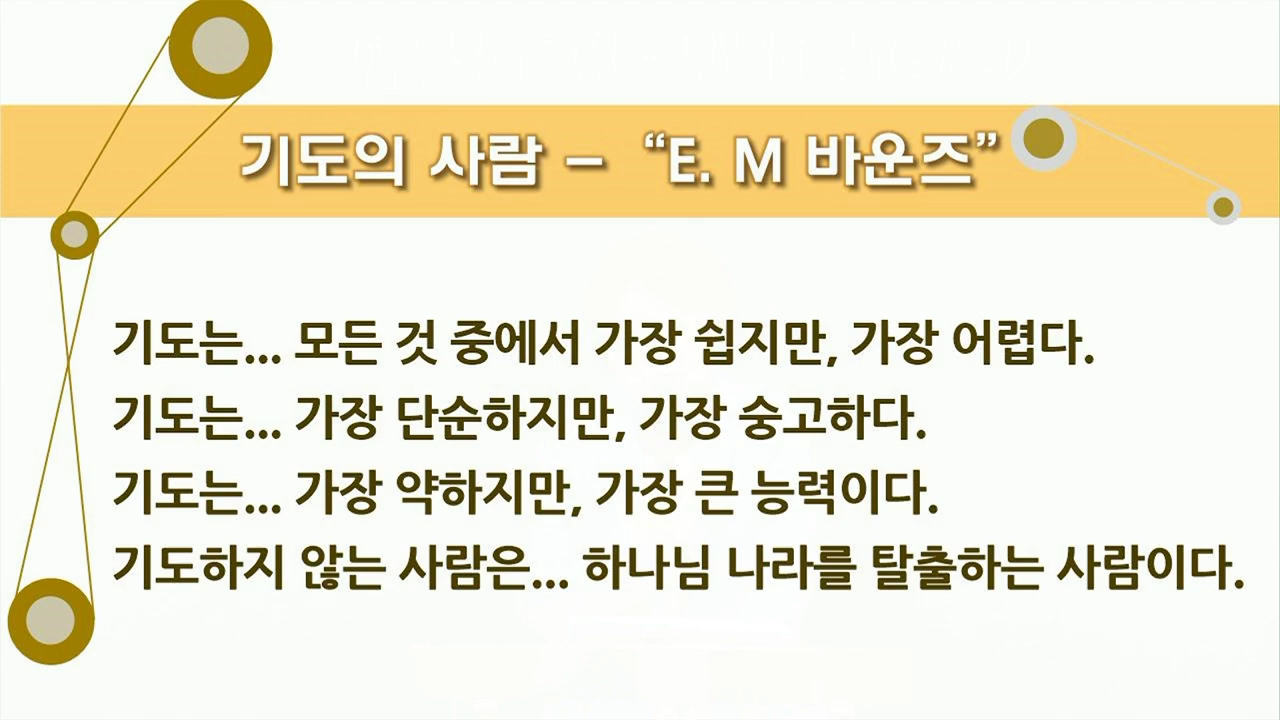 기도의 사람 - “E. M 바운즈”
기도는... 모든 것 중에서 가장 쉽지만, 가장 어렵다.
기도는... 가장 단순하지만, 가장 숭고하다.
기도는... 가장 약하지만, 가장 큰 능력이다.
기도하지 않는 사람은... 하나님 나라를 탈출하는 사람이다.